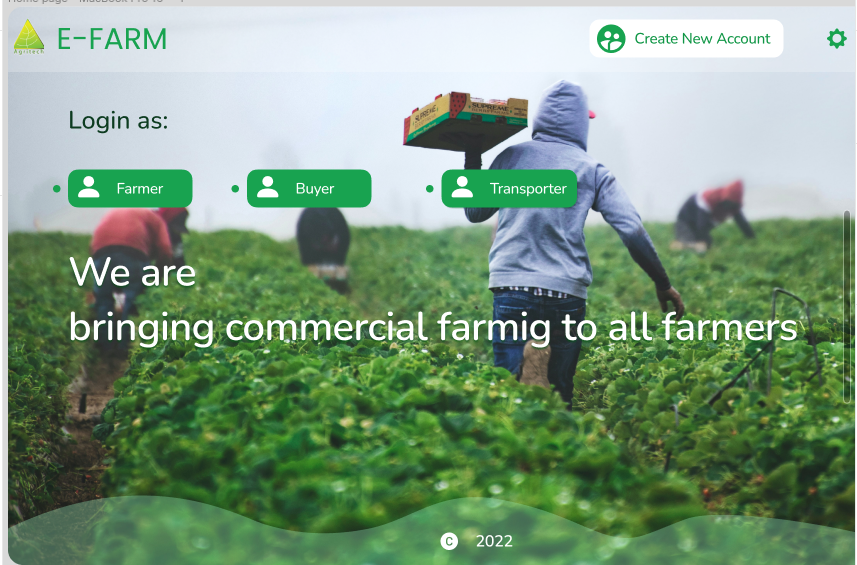 Home page - MacBook Pro 16" - 1
Agritech
E-FARM
Create New Account
Login as:
SUPREME
SUPREME
Farmer
Buyer
Transporter
We are
bringing commercial farmig to all farmers
C 2022